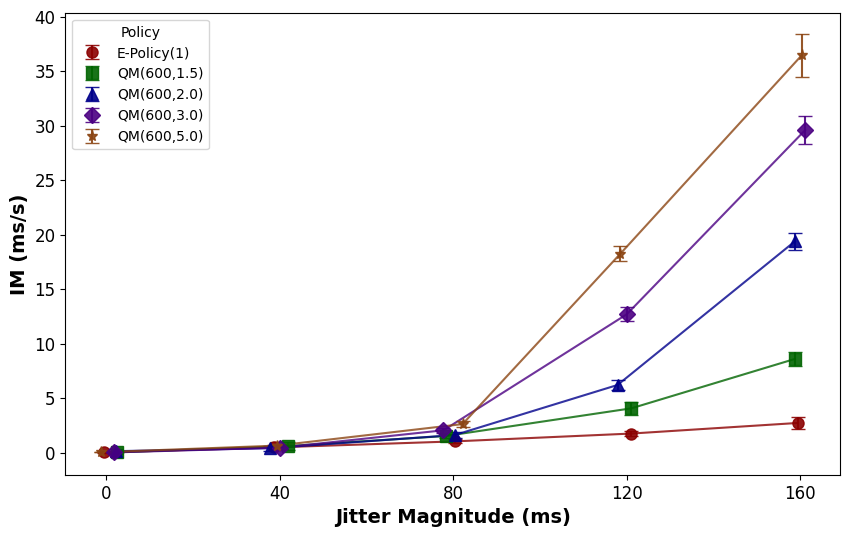 40
35
30
25
20
15
10
5
0
IM (ms/s)
Policy
E-Policy(1)
QM(600,1.5)
QM(600,2.0)
QM(600,3.0)
QM(600,5.0)
0 40 80 120 160
Jitter Magnitude (ms)